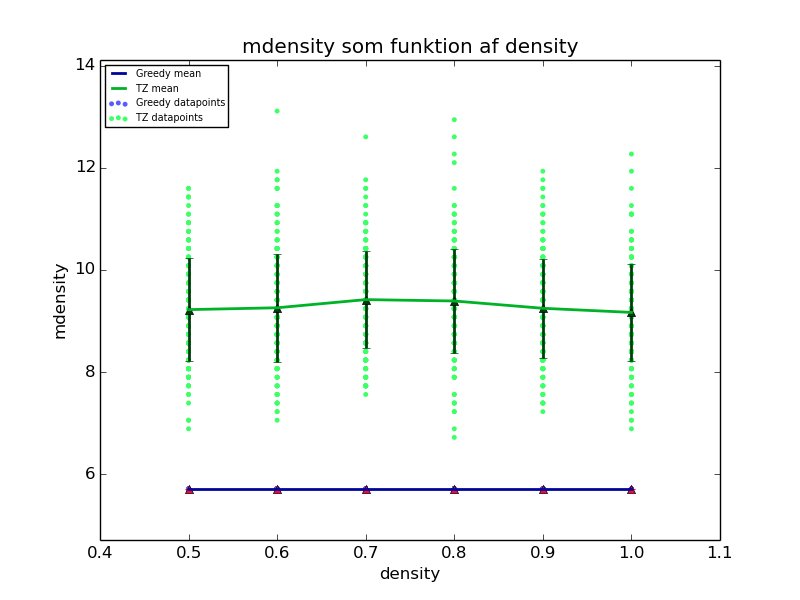 mdensity som funktion af density
Greedy mean
TZ mean
Greedy datapoints
TZ datapoints
14
12
10
8
6
mdensity
0.4 0.5 0.6 0.7 0.8 0.9 1.0 1.1
density